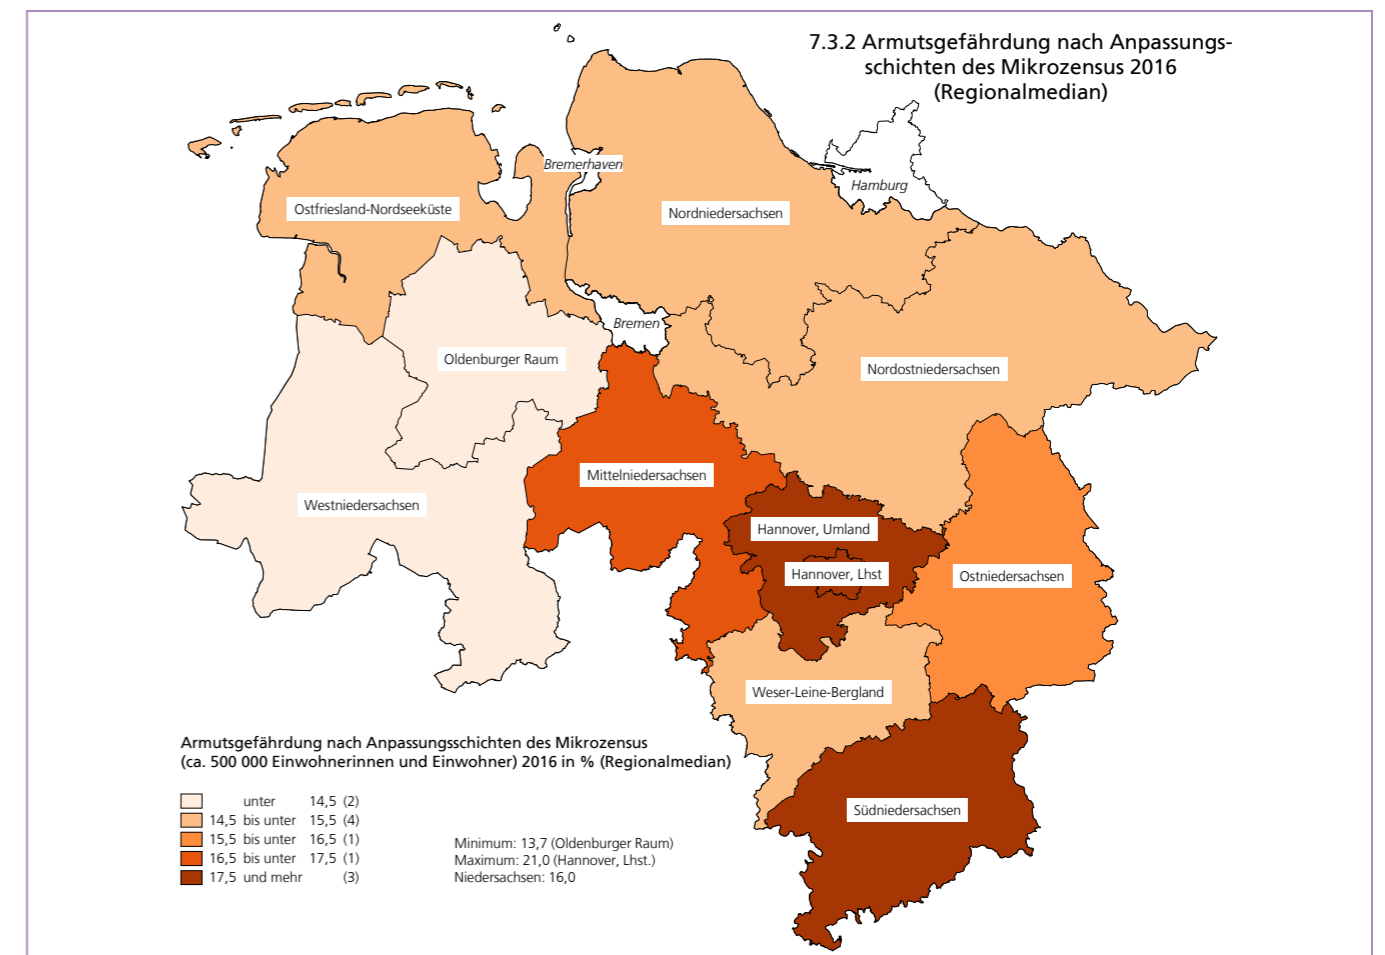 7.3.2 Armutsgefährdung nach Anpassungs-
schichten des Mikrozensus 2016
(Regionalmedian)
Bremerhaven
Hamburg
Ostfriesland-Nordseeküste
Nordniedersachsen
Bremen
Oldenburger Raum
Nordostniedersachsen
Mittelniedersachsen
Westniedersachsen
Hannover, Umland
Hannover, Lhst
Ostniedersachsen
Weser-Leine-Bergland
Südniedersachsen
Armutsgefährdung nach Anpassungsschichten des Mikrozensus
(ca. 500 000 Einwohnerinnen und Einwohner) 2016 in % (Regionalmedian)
unter 14,5 (2)
14,5 bis unter 15,5 (4)
15,5 bis unter 16,5 (1)
16,5 bis unter 17,5 (1)
17,5 und mehr (3)
Minimum: 13,7 (Oldenburger Raum)
Maximum: 21,0 (Hannover, Lhst.)
Niedersachsen: 16,0